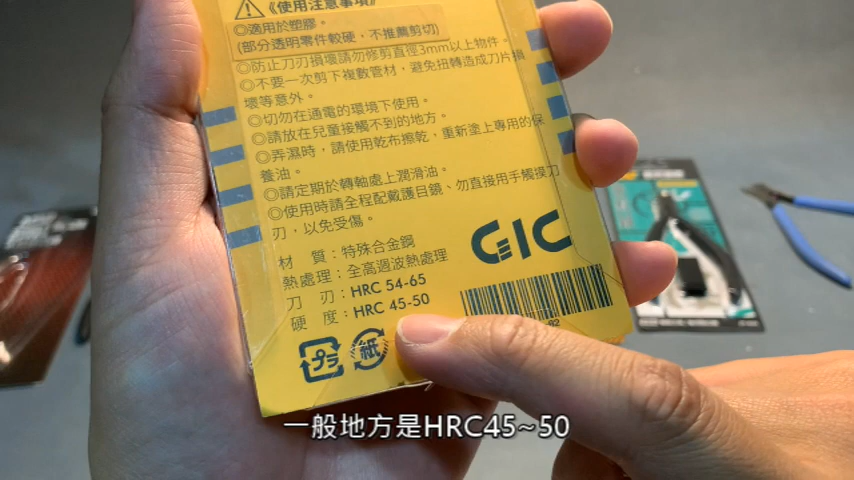 《使用注意事項》
◎適用於塑膠。
(部分透明零件較硬,不推薦剪切)
◎防止刀刃損壞請勿修剪直徑3mm以上物件。
◎不要一次剪下複數管材,避免扭轉造成刀片損
壞等意外。
◎切勿在通電的環境下使用。
◎請放在兒童接觸不到的地方。
◎弄濕時,請使用乾布擦乾,重新塗上專用的保
養油。
◎請定期於轉軸處上潤滑油。
◎使用時請全程配戴護目鏡、勿直接用手觸摸刀
刃,以免受傷。
材 質:特殊合金鋼
熱處理:全高週波熱處理
刀 刃:HRC 54-65
硬 度:HRC 45-50
GIC
プラ
紙
GIC
一般地方是HRC45~50